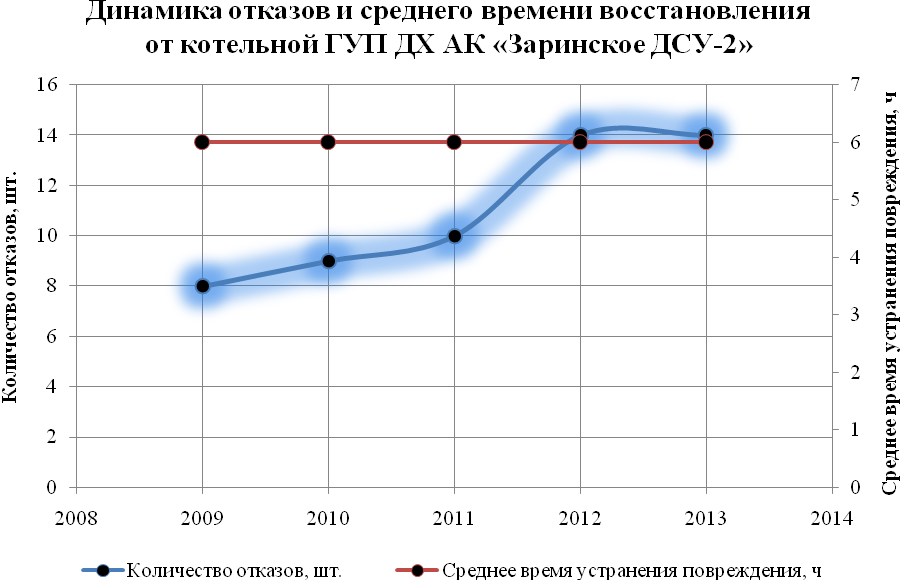 Динамика отказов и среднего времени восстановления
от котельной ГУП ДХ АК «Заринское ДСУ-2»
Количество отказов, шт.
16
14
12
10
8
6
4
2
0
7
6
5
4
3
2
1
0
Среднее время устранения повреждения, ч
2008 2009 2010 2011 2012 2013 2014
Количество отказов, шт. Среднее время устранения повреждения, ч